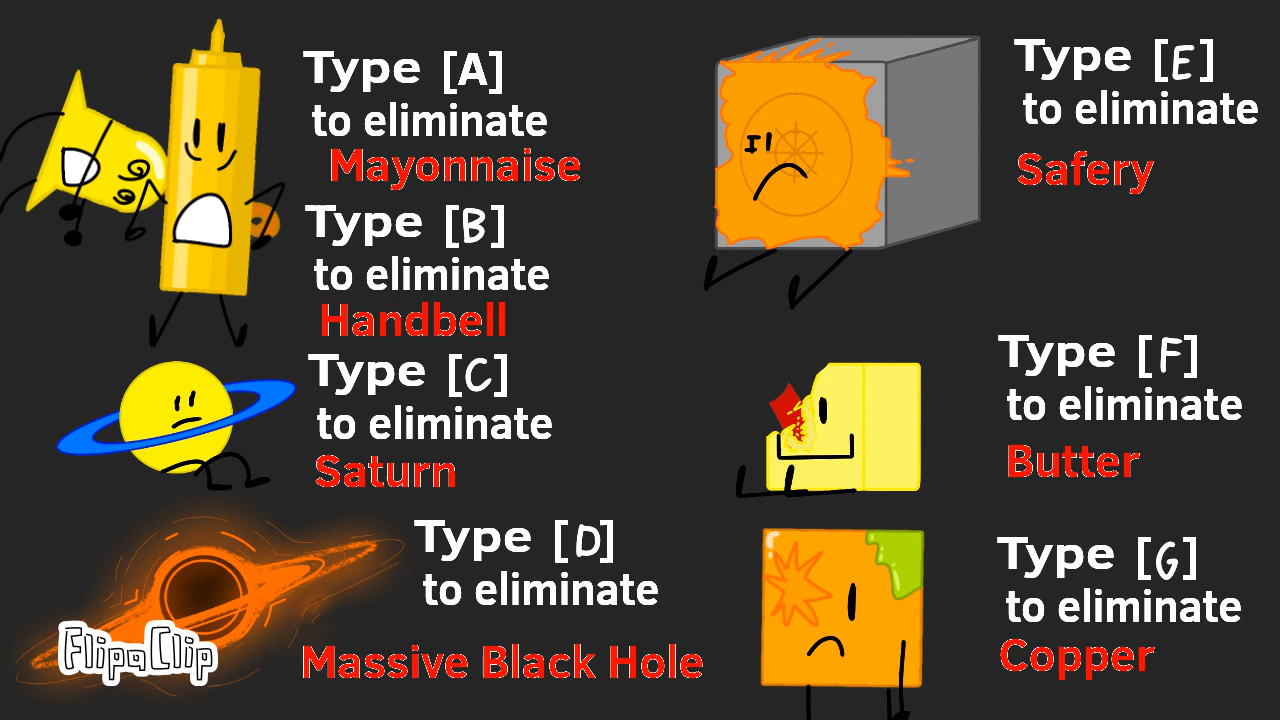 Type [A]
to eliminate
Mayonnaise
Type [B]
to eliminate
Handbell
Type [C]
to eliminate
Saturn
Type [D]
to eliminate
Massive Black Hole
FlipaClip
Type [E]
to eliminate
Safery
Type [F]
to eliminate
Butter
Type [G]
to eliminate
Copper